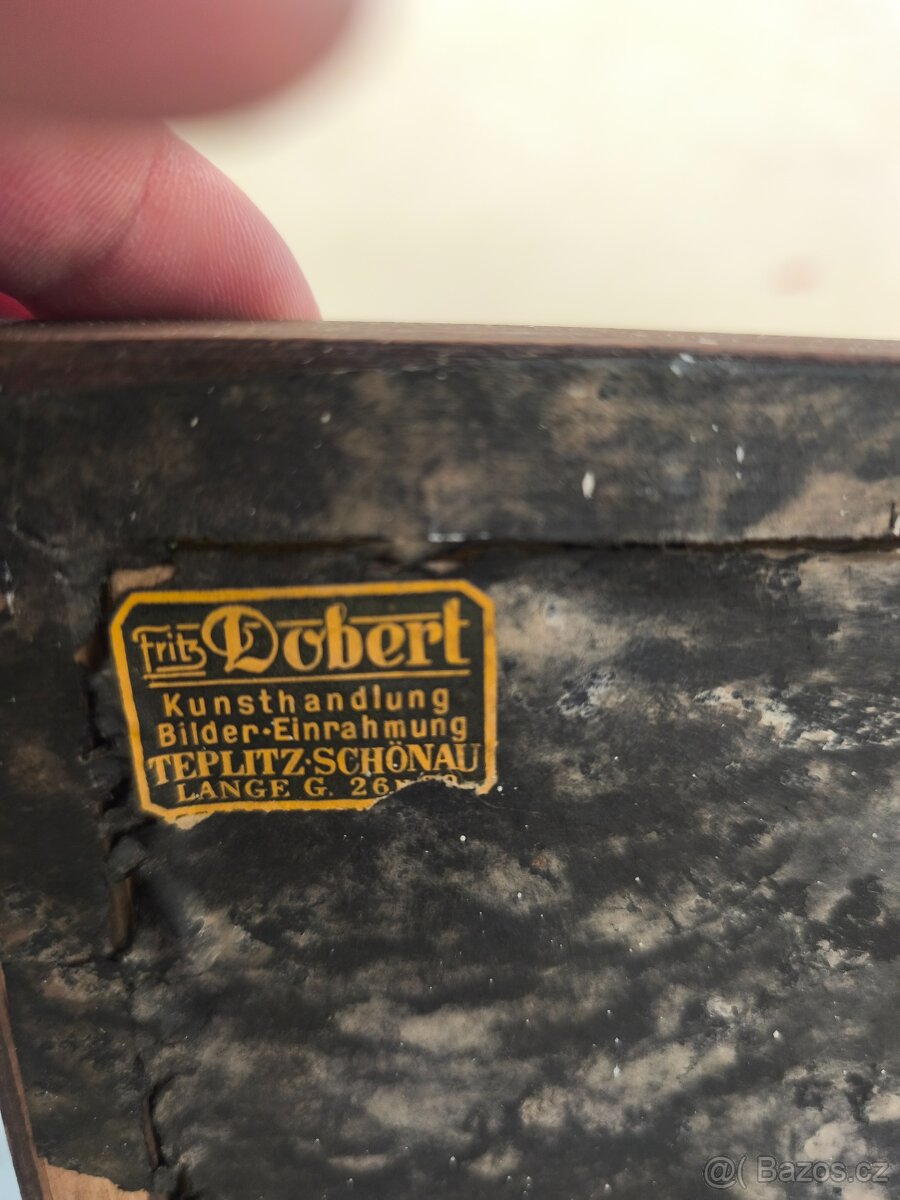 Fritz Dobert
Kunsthandlung
Bilder-Einrahmung
TEPLITZ-SCHÖNAU
LANGE G. 26
@( Bazos.cz